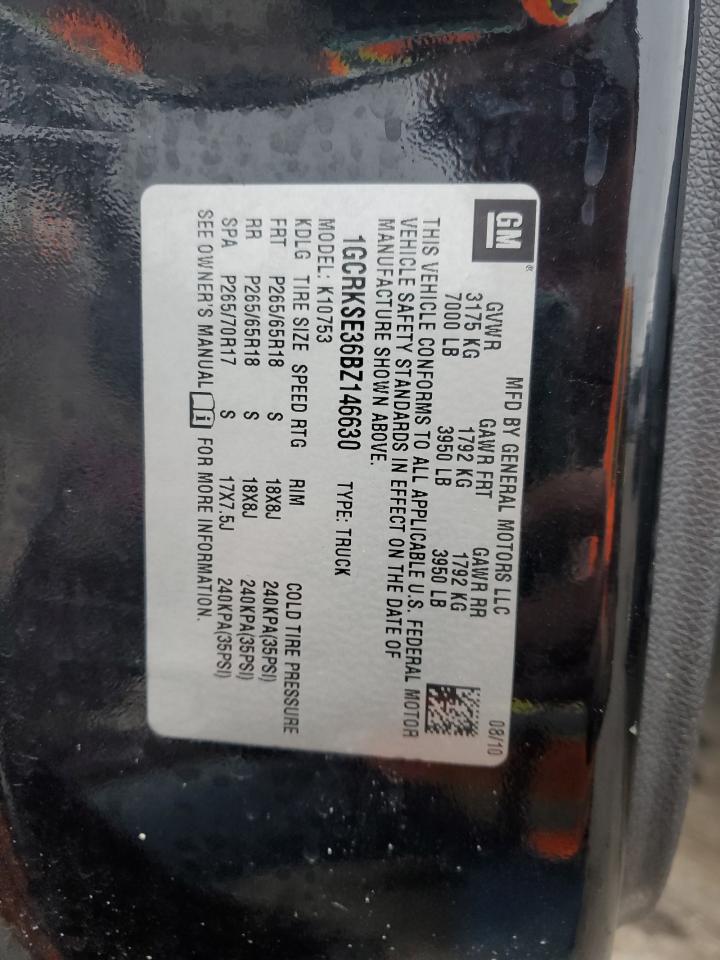 GM®
MFD BY GENERAL MOTORS LLC 08/10
GVWR GAWR FRT GAWR RR
3175 KG 1792 KG 1792 KG
7000 LB 3950 LB 3950 LB
THIS VEHICLE CONFORMS TO ALL APPLICABLE U.S. FEDERAL MOTOR
VEHICLE SAFETY STANDARDS IN EFFECT ON THE DATE OF
MANUFACTURE SHOWN ABOVE.
1GCRKSE36BZ146630 TYPE: TRUCK
MODEL: K10753
KDLG TIRE SIZE SPEED RTG RIM COLD TIRE PRESSURE
FRT P265/65R18 S 18X8J 240KPA(35PSI)
RR P265/65R18 S 18X8J 240KPA(35PSI)
SPA P265/70R17 S 17X7.5J 240KPA(35PSI)
SEE OWNER'S MANUAL i FOR MORE INFORMATION.